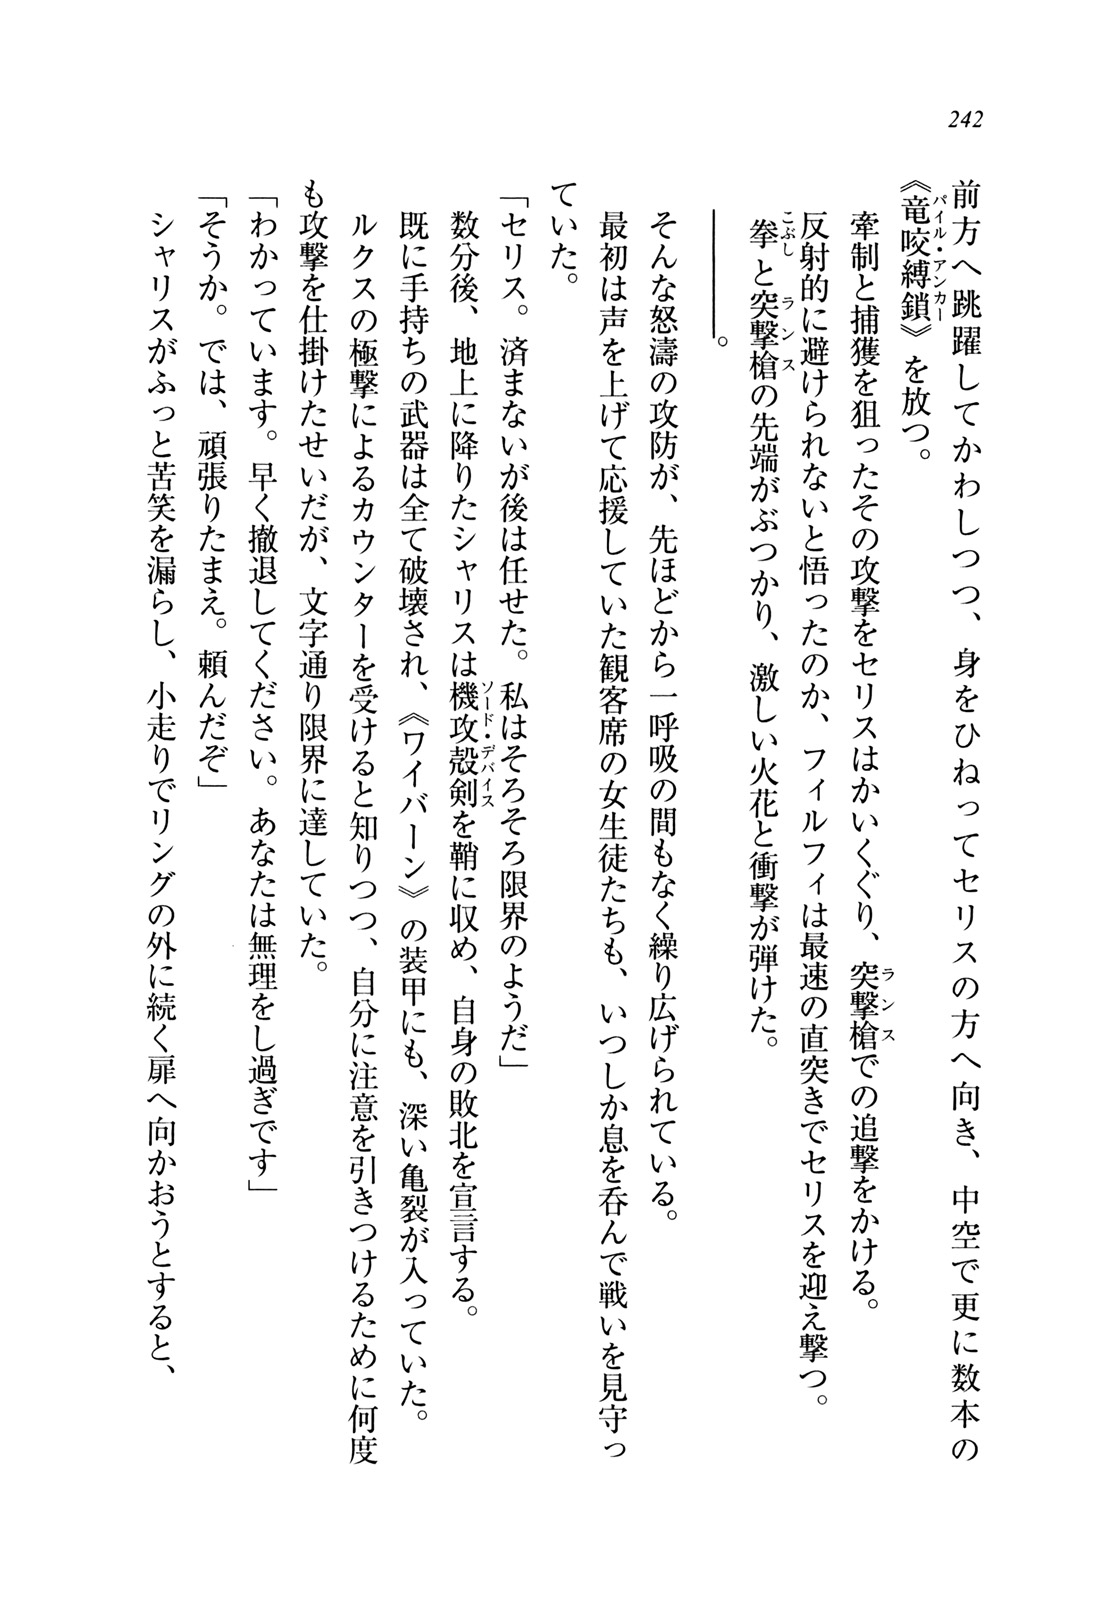 242
前方へ跳躍してかわしつつ、身をひねってセリスの方へ向き、中空で更に数本の
《竜咬縛鎖》を放つ。
パイル・アンカー
牽制と捕獲を狙ったその攻撃をセリスはかいくぐり、突撃槍での追撃をかける。
ランス
反射的に避けられないと悟ったのか、フィルフィは最速の直突きでセリスを迎え撃つ。
拳と突撃槍の先端がぶつかり、激しい火花と衝撃が弾けた。
こぶし
ランス
――――。
そんな怒濤の攻防が、先ほどから一呼吸の間もなく繰り広げられている。
最初は声を上げて応援していた観客席の女生徒たちも、いつしか息を呑んで戦いを見守っ
ていた。
「セリス。済まないが後は任せた。私はそろそろ限界のようだ」
数分後、地上に降りたシャリスは機攻殻剣を鞘に収め、自身の敗北を宣言する。
ソード・デバイス
既に手持ちの武器は全て破壊され、《ワイバーン》の装甲にも、深い亀裂が入っていた。
ルクスの極撃によるカウンターを受けると知りつつ、自分に注意を引きつけるために何度
も攻撃を仕掛けたせいだが、文字通り限界に達していた。
「わかっています。早く撤退してください。あなたは無理をし過ぎです」
「そうか。では、頑張りたまえ。頼んだぞ」
シャリスがふっと苦笑を漏らし、小走りでリングの外に続く扉へ向かおうとすると、